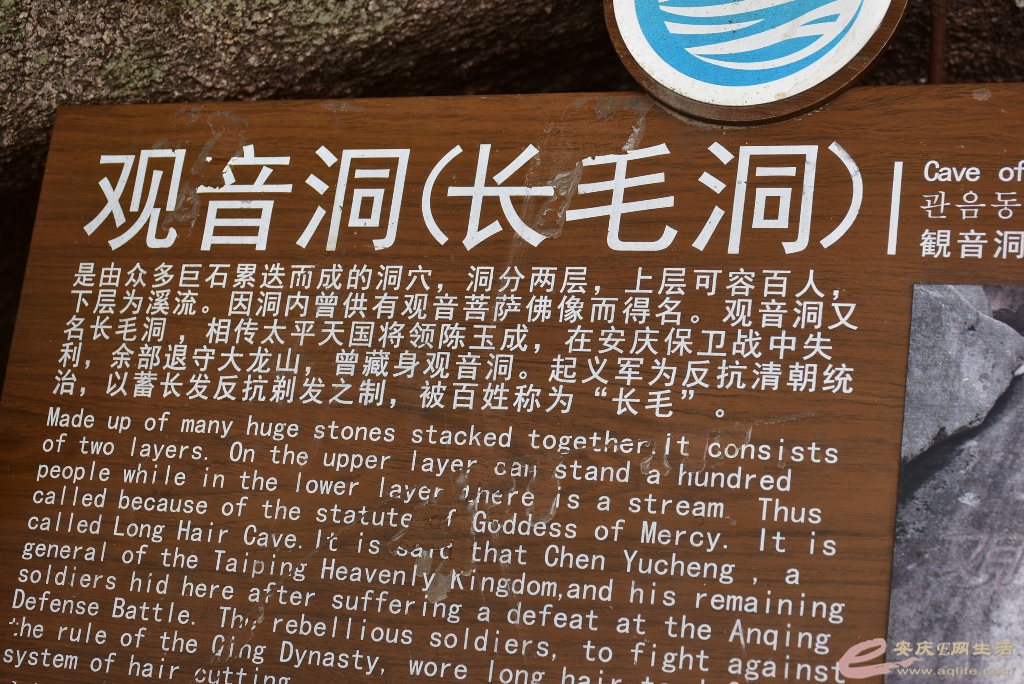 观音洞(长毛洞)
Cave of
관음동
観音洞
是由众多巨石累迭而成的洞穴，洞分两层，上层可容百人，
下层为溪流。因洞内曾供有观音菩萨佛像而得名。观音洞又
名长毛洞，相传太平天国将领陈玉成，在安庆保卫战中失
利，余部退守大龙山，曾藏身观音洞。起义军为反抗清朝统
治，以蓄长发反抗剃发之制，被百姓称为“长毛”。
Made up of many huge stones stacked together.It consists
of two layers. On the upper layer can stand a hundred
people while in the lower layer there is a stream. Thus
called because of the statute of Goddess of Mercy. It is
called Long Hair Cave.It is said that Chen Yucheng , a
general of the Taiping Heavenly Kingdom,and his remaining
soldiers hid here after suffering a defeat at the Anqing
Defense Battle. The rebellious soldiers, to fight against
the rule of the Qing Dynasty, wore long hair
system of hair cutting
安庆E网生活
www.aqlife.com